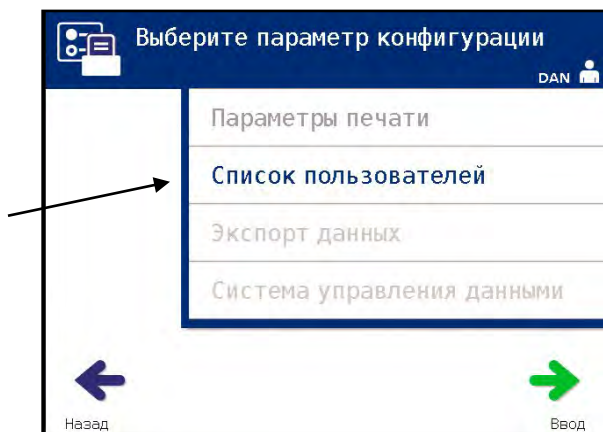 Выберите параметр конфигурации
DAN
Параметры печати
Список пользователей
Экспорт данных
Система управления данными
Назад
Ввод